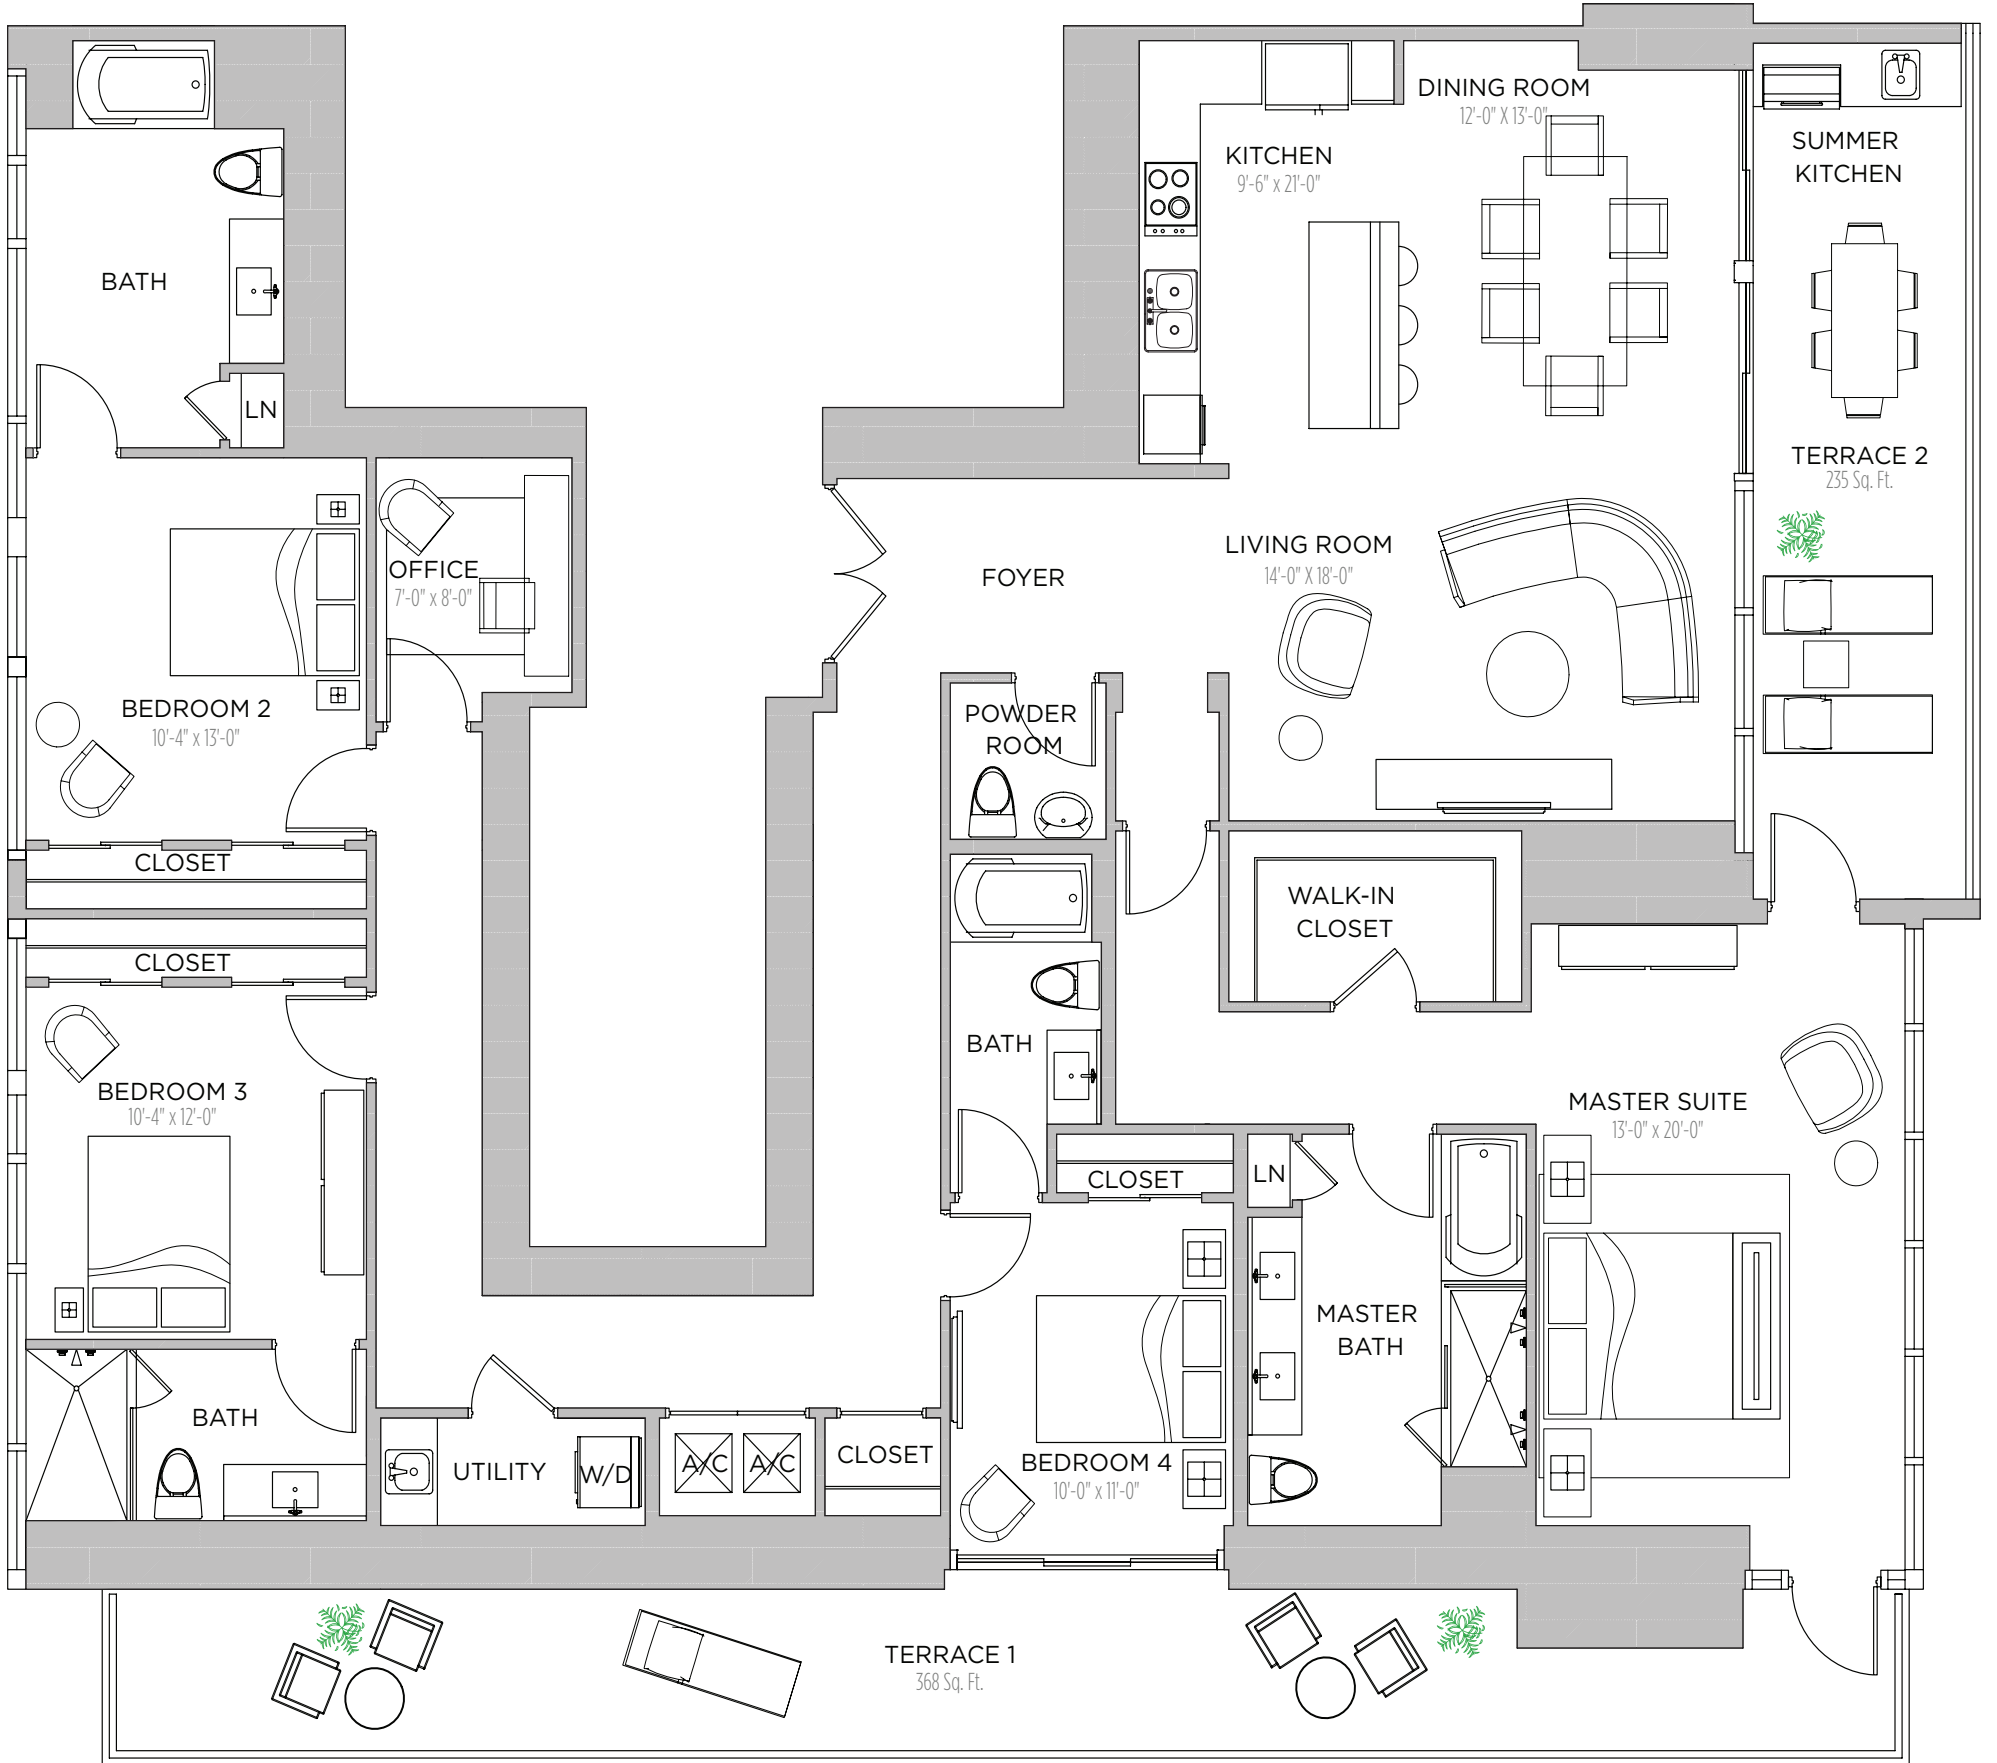 DINING ROOM
12'-0" X 13'-0"
SUMMER
KITCHEN
KITCHEN
9'-6" x 21'-0"
BATH
LN
TERRACE 2
235 Sq. Ft.
LIVING ROOM
14'-0" X 18'-0"
FOYER
OFFICE
7'-0" x 8'-0"
BEDROOM 2
10'-4" x 13'-0"
POWDER
ROOM
CLOSET
WALK-IN
CLOSET
CLOSET
BATH
BEDROOM 3
10'-4" x 12'-0"
MASTER SUITE
13'-0" x 20'-0"
CLOSET
LN
MASTER
BATH
BATH
UTILITY
W/D
A/C
A/C
CLOSET
BEDROOM 4
10'-0" x 11'-0"
TERRACE 1
368 Sq. Ft.